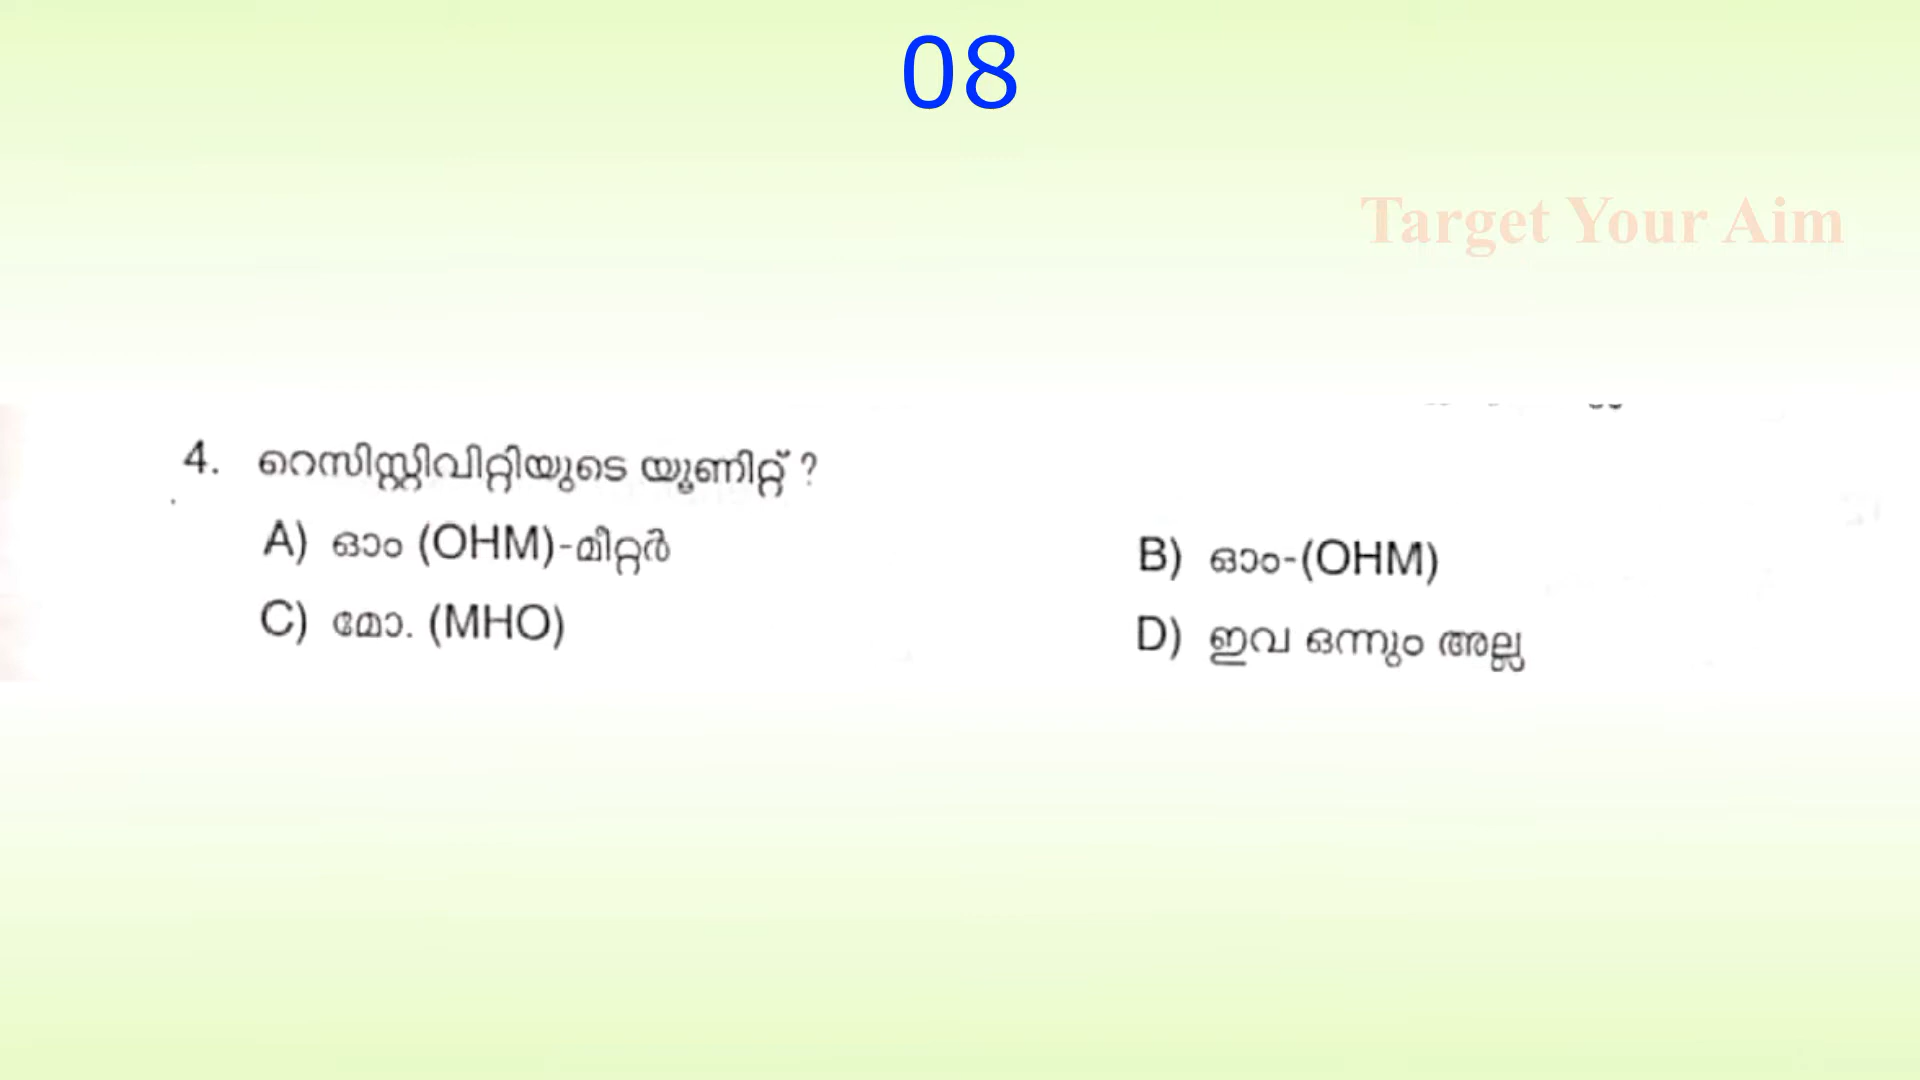 08
Target Your Aim
4. റെസിസ്റ്റിവിറ്റിയുടെ യൂണിറ്റ് ?
A) ഓം (OHM)-മീറ്റർ
B) ഓം-(OHM)
C) മോ. (MHO)
D) ഇവ ഒന്നും അല്ല